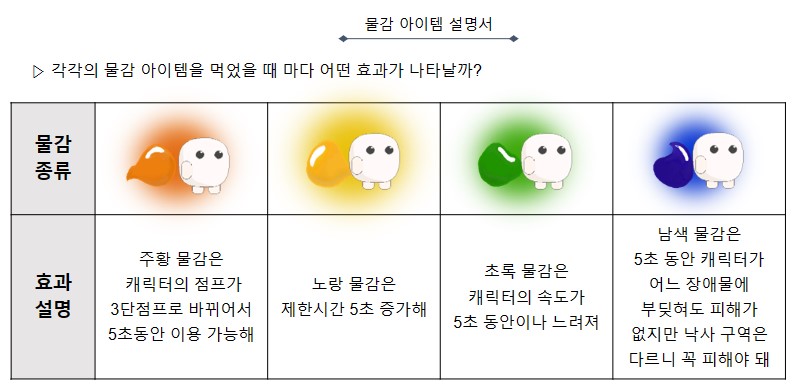 물감 아이템 설명서
▷ 각각의 물감 아이템을 먹었을 때 마다 어떤 효과가 나타날까?
물감
종류
효과
설명
주황 물감은
캐릭터의 점프가
3단점프로 바뀌어서
5초동안 이용 가능해
노랑 물감은
제한시간 5초 증가해
초록 물감은
캐릭터의 속도가
5초 동안이나 느려져
남색 물감은
5초 동안 캐릭터가
어느 장애물에
부딪혀도 피해가
없지만 낙사 구역은
다르니 꼭 피해야 돼